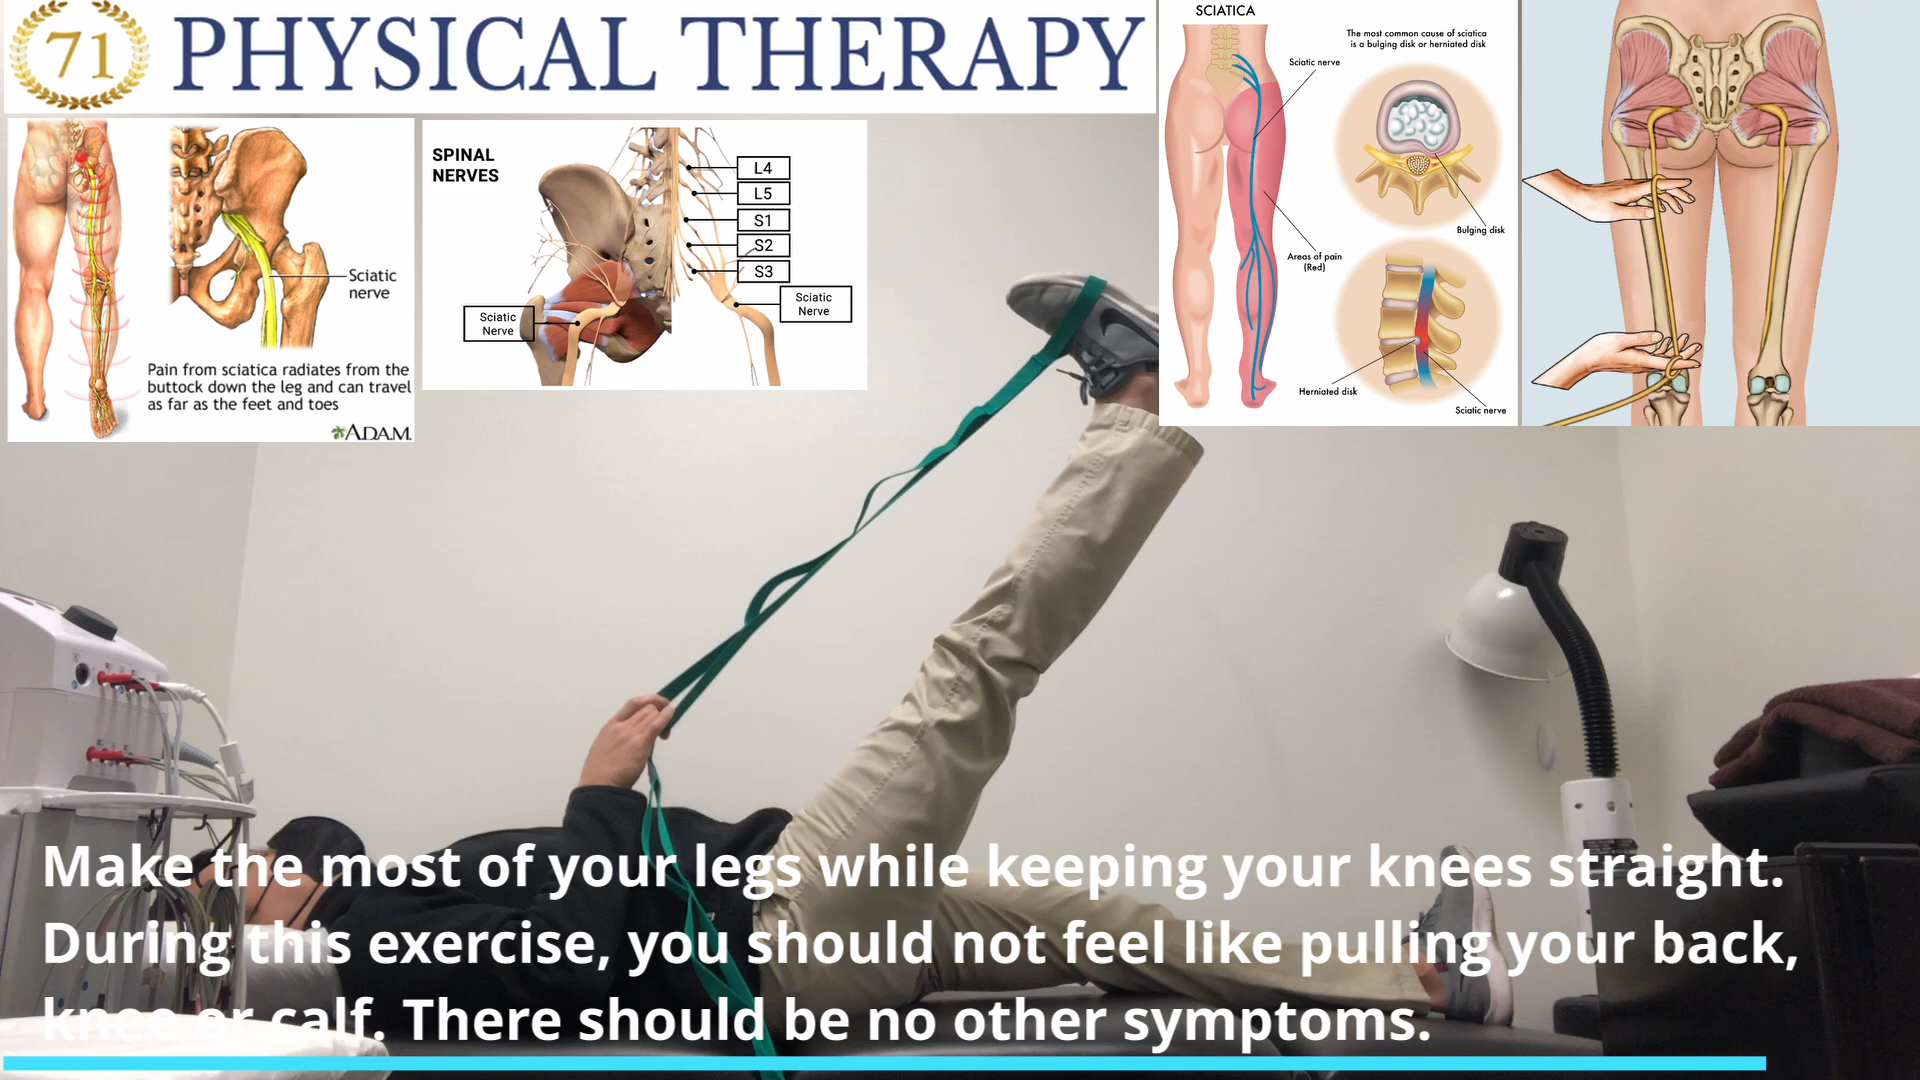 71 PHYSICAL THERAPY
Sciatic
nerve
Pain from sciatica radiates from the
buttock down the leg and can travel
as far as the feet and toes
A.D.A.M.
SPINAL
NERVES
L4
L5
S1
S2
S3
Sciatic
Nerve
Sciatic
Nerve
SCIATICA
The most common cause of sciatica
is a bulging disk or herniated disk
Sciatic nerve
Bulging disk
Areas of pain
(Red)
Herniated disk
Sciatic nerve
Make the most of your legs while keeping your knees straight.
During this exercise, you should not feel like pulling your back,
knee or calf. There should be no other symptoms.